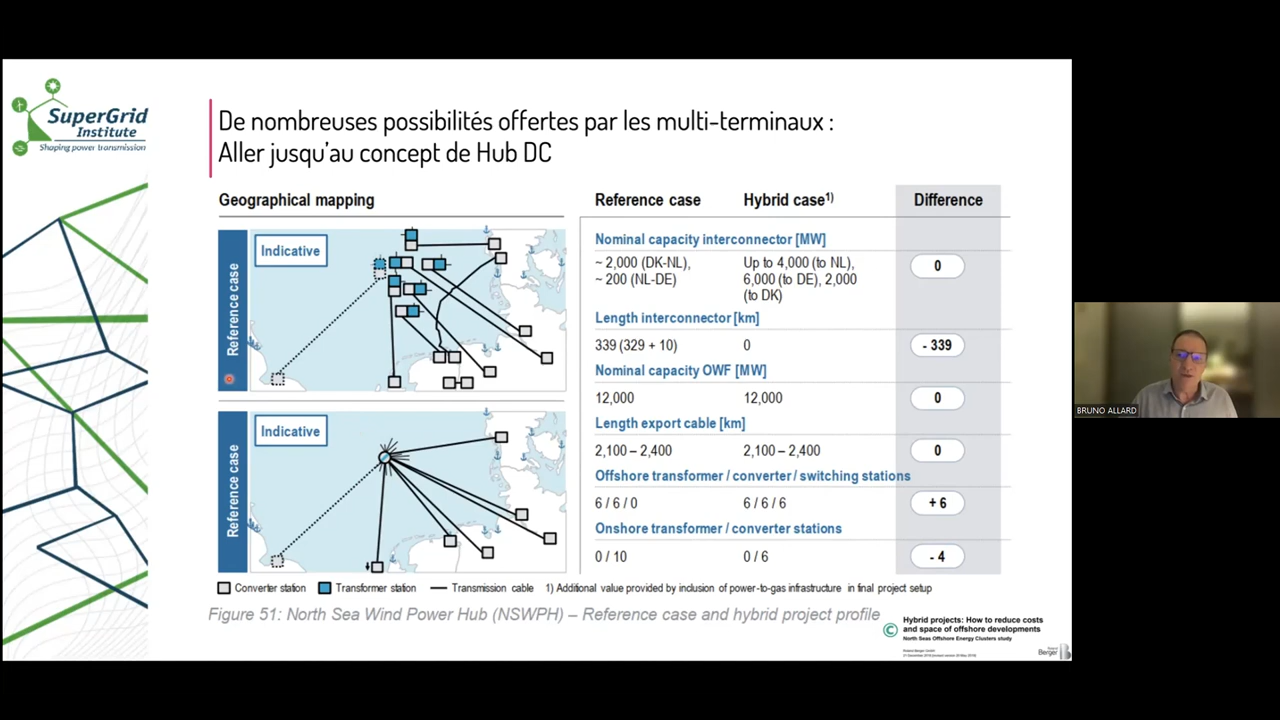 SuperGrid
Institute
Shaping power transmission
De nombreuses possibilités offertes par les multi-terminaux :
Aller jusqu'au concept de Hub DC
Geographical mapping
Reference case
Indicative
Reference case
Indicative
Reference case Hybrid case1) Difference
Nominal capacity interconnector [MW]
~ 2,000 (DK-NL), Up to 4,000 (to NL), 0
~ 200 (NL-DE) 6,000 (to DE), 2,000
(to DK)
Length interconnector [km]
339 (329 + 10) 0 - 339
Nominal capacity OWF [MW]
12,000 12,000 0
Length export cable [km]
2,100 – 2,400 2,100 – 2,400 0
Offshore transformer / converter / switching stations
6 / 6 / 0 6 / 6 / 6 + 6
Onshore transformer / converter stations
0 / 10 0 / 6 - 4
Converter station Transformer station Transmission cable 1) Additional value provided by inclusion of power-to-gas infrastructure in final project setup
Figure 51: North Sea Wind Power Hub (NSWPH) – Reference case and hybrid project profile
© Hybrid projects: How to reduce costs
and space of offshore developments
North Seas Offshore Energy Clusters study
Berger B
BRUNO ALLARD